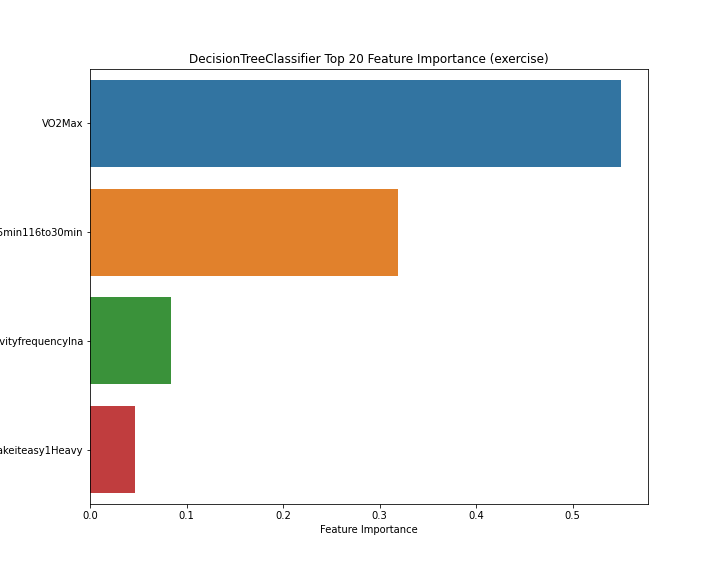 DecisionTreeClassifier Top 20 Feature Importance (exercise)
VO2Max
5min116to30min
vityfrequencyIna
akeiteasy1Heavy
0.0 0.1 0.2 0.3 0.4 0.5
Feature Importance